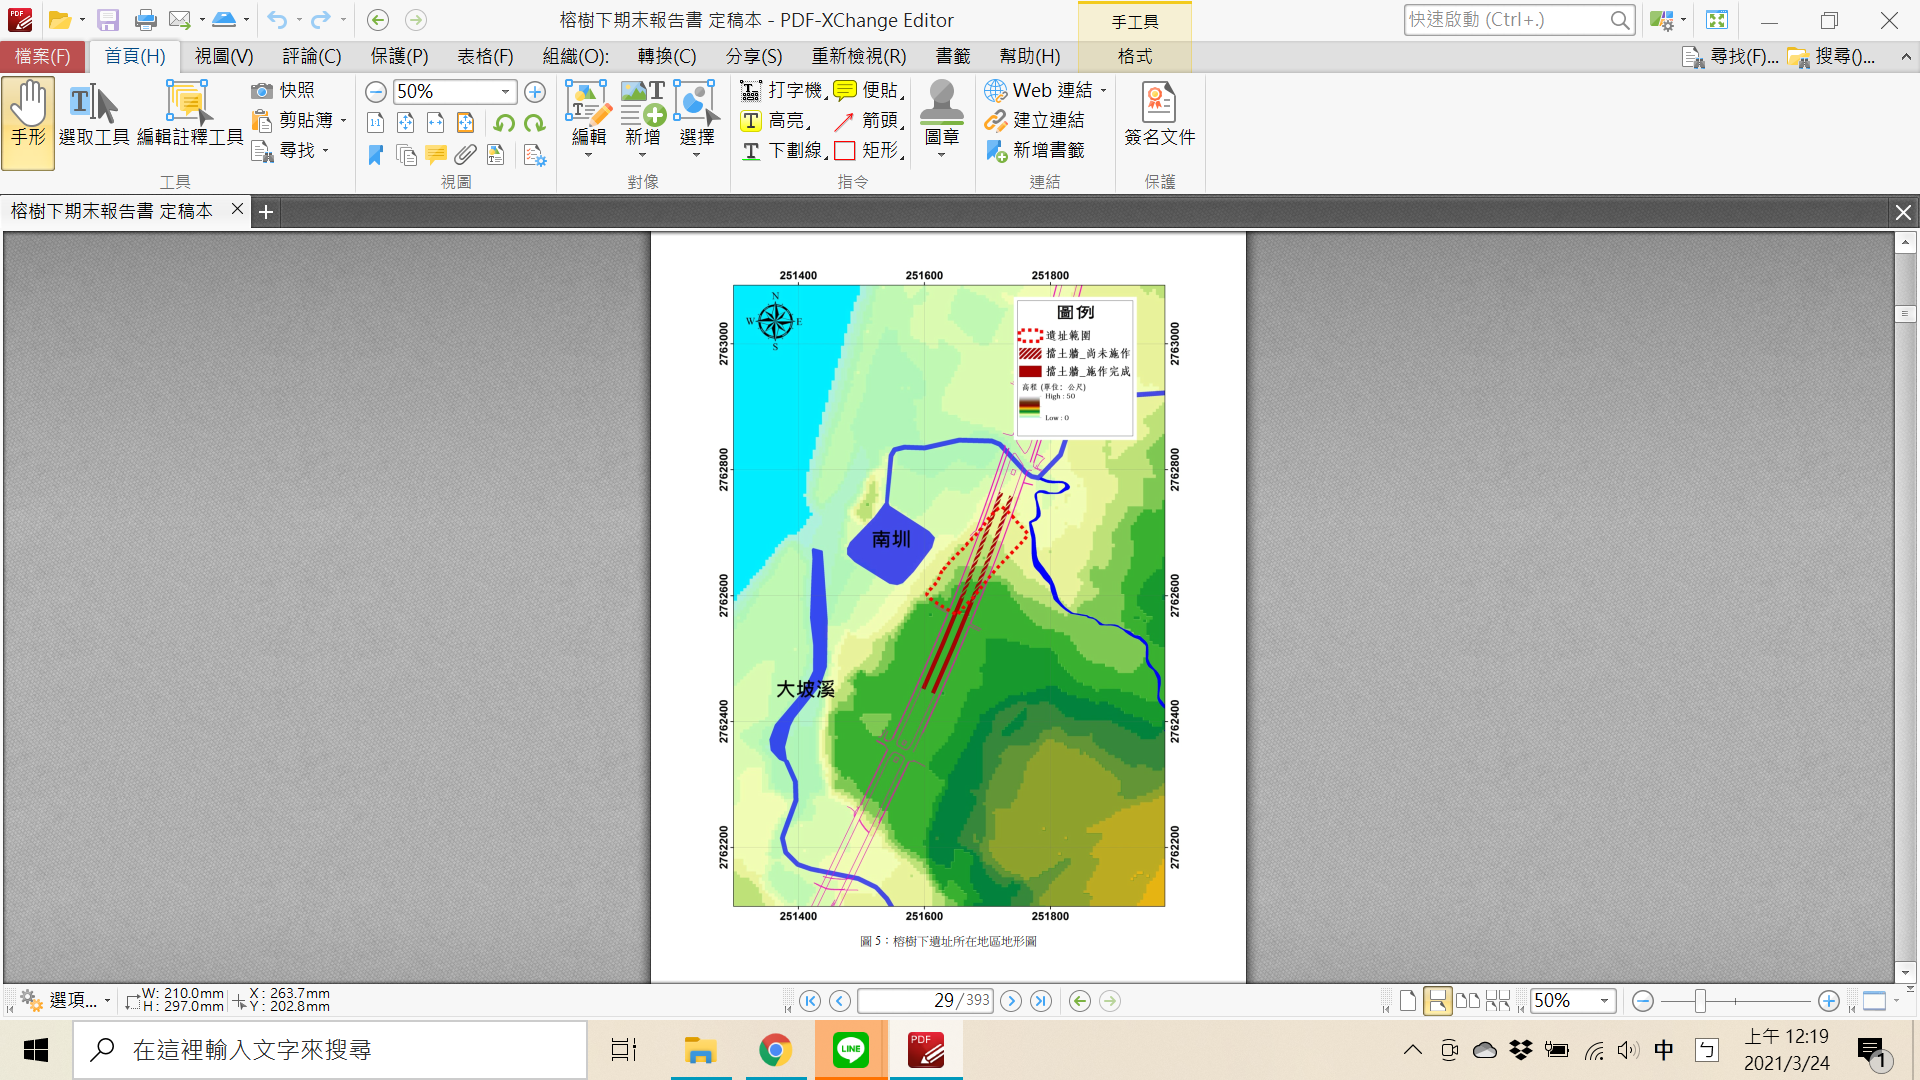 榕樹下期末報告書 定稿本 - PDF-XChange Editor
手工具
快速啟動 (Ctrl+.)
檔案(F)
首頁(H)
視圖(V)
評論(C)
保護(P)
表格(F)
組織(O):
轉換(C)
分享(S)
重新檢視(R)
書籤
幫助(H)
格式
尋找(F)...
搜尋()...
手形
選取工具
編輯註釋工具
快照
剪貼簿
尋找
工具
50%
視圖
編輯
新增
選擇
對像
打字機
高亮
下劃線
便貼
箭頭
矩形
圖章
指令
Web 連結
建立連結
新增書籤
連結
簽名文件
保護
榕樹下期末報告書 定稿本
251400
251600
251800
2763000
2762800
2762600
2762400
2762200
N
W
E
S
圖例
遺址範圍
擋土牆_尚未施作
擋土牆_施作完成
高程 (單位: 公尺)
High : 50
Low : 0
南圳
大坡溪
2763000
2762800
2762600
2762400
2762200
251400
251600
251800
圖 5：榕樹下遺址所在地區地形圖
選項...
W: 210.0mm
H: 297.0mm
X: 263.7mm
Y: 202.8mm
29 / 393
50%
在這裡輸入文字來搜尋
LINE
PDF
中
ㄅ
上午 12:19
2021/3/24
1